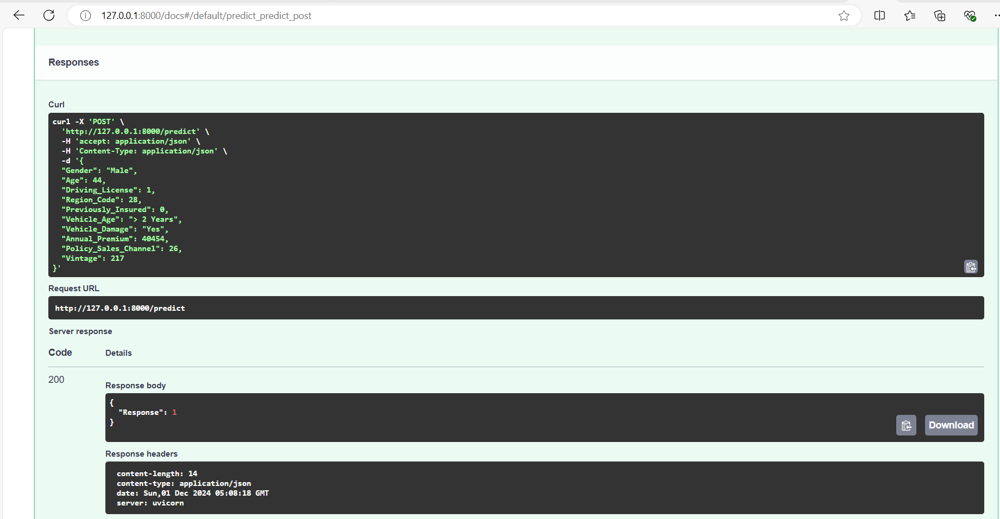 127.0.0.1:8000/docs#/default/predict_predict_post
Responses
Curl
curl -X 'POST' \
  'http://127.0.0.1:8000/predict' \
  -H 'accept: application/json' \
  -H 'Content-Type: application/json' \
  -d '{
  "Gender": "Male",
  "Age": 44,
  "Driving_License": 1,
  "Region_Code": 28,
  "Previously_Insured": 0,
  "Vehicle_Age": "> 2 Years",
  "Vehicle_Damage": "Yes",
  "Annual_Premium": 40454,
  "Policy_Sales_Channel": 26,
  "Vintage": 217
}'
Request URL
http://127.0.0.1:8000/predict
Server response
Code Details
200
Response body
{
  "Response": 1
}
Download
Response headers
content-length: 14
content-type: application/json
date: Sun,01 Dec 2024 05:08:18 GMT
server: uvicorn